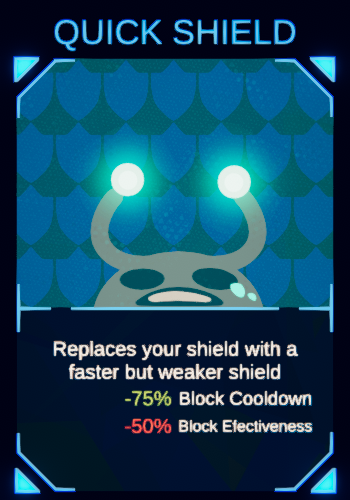 QUICK SHIELD
Replaces your shield with a
faster but weaker shield
-75% Block Cooldown
-50% Block Efectiveness